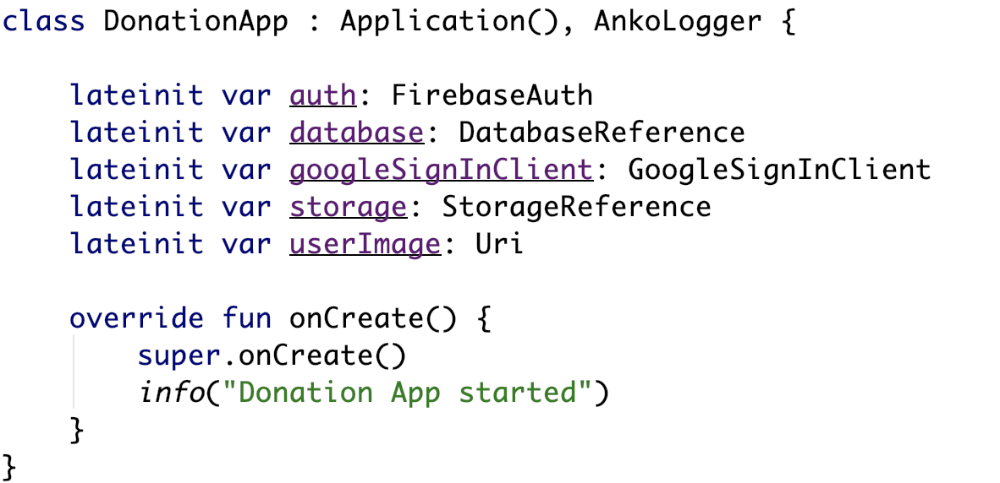 class DonationApp : Application(), AnkoLogger {
lateinit var auth: FirebaseAuth
lateinit var database: DatabaseReference
lateinit var googleSignInClient: GoogleSignInClient
lateinit var storage: StorageReference
lateinit var userImage: Uri
override fun onCreate() {
super.onCreate()
info("Donation App started")
}
}